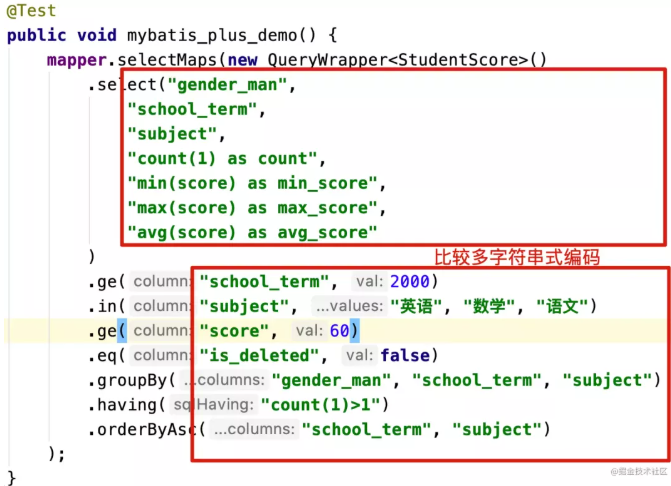 @Test
public void mybatis_plus_demo() {
mapper.selectMaps(new QueryWrapper<StudentScore>()
.select("gender_man",
"school_term",
"subject",
"count(1) as count",
"min(score) as min_score",
"max(score) as max_score",
"avg(score) as avg_score"
)
比较多字符串式编码
.ge( column: "school_term", val: 2000)
.in( column: "subject", ...values: "英语", "数学", "语文")
.ge( column: "score", val: 60)
.eq( column: "is_deleted", val: false)
.groupBy( ...columns: "gender_man", "school_term", "subject")
.having( sqlHaving: "count(1)>1")
.orderByAsc( ...columns: "school_term", "subject")
);
}
@掘金技术社区